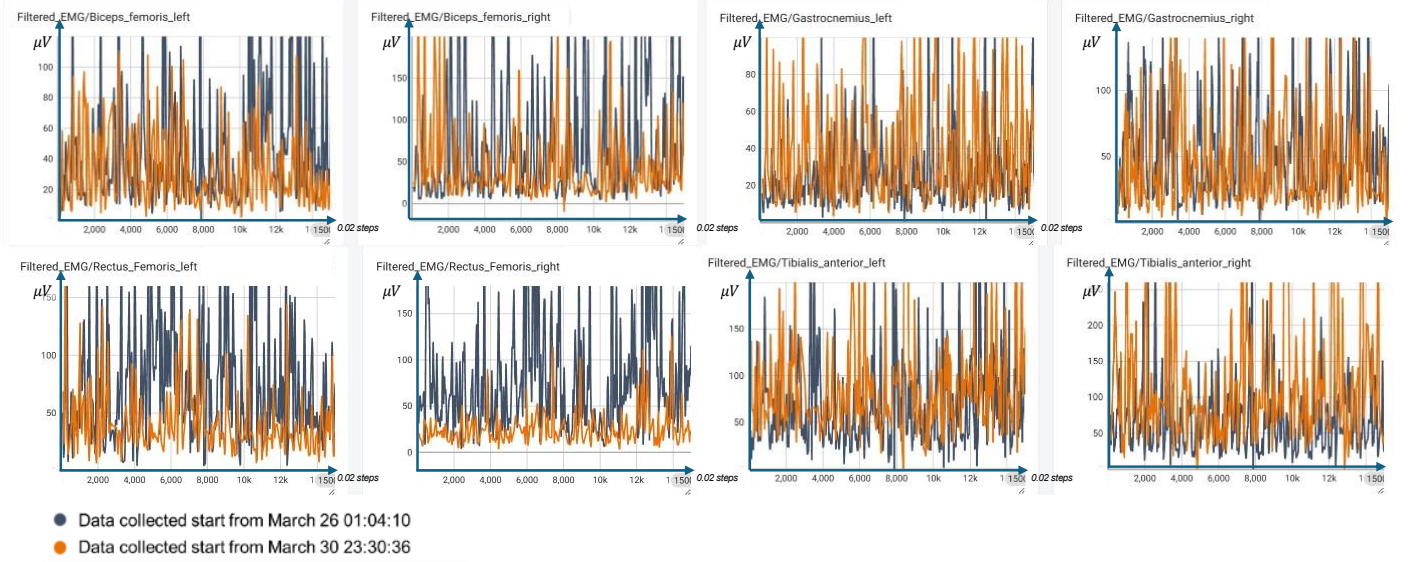 Filtered_EMG/Biceps_femoris_left
μV
100
80
60
40
20
2,000 4,000 6,000 8,000 10k 12k 1500 0.02 steps
Filtered_EMG/Biceps_femoris_right
μV
150
100
50
0
2,000 4,000 6,000 8,000 10k 12k 1500 0.02 steps
Filtered_EMG/Gastrocnemius_left
μV
80
60
40
20
2,000 4,000 6,000 8,000 10k 12k 1500 0.02 steps
Filtered_EMG/Gastrocnemius_right
μV
100
50
2,000 4,000 6,000 8,000 10k 12k 1500
Filtered_EMG/Rectus_Femoris_left
μV
150
100
50
2,000 4,000 6,000 8,000 10k 12k 1500 0.02 steps
Filtered_EMG/Rectus_Femoris_right
μV
150
100
50
0
2,000 4,000 6,000 8,000 10k 12k 1500 0.02 steps
Filtered_EMG/Tibialis_anterior_left
μV
150
100
50
2,000 4,000 6,000 8,000 10k 12k 1500 0.02 steps
Filtered_EMG/Tibialis_anterior_right
μV
200
150
100
50
2,000 4,000 6,000 8,000 10k 12k 1500
Data collected start from March 26 01:04:10
Data collected start from March 30 23:30:36